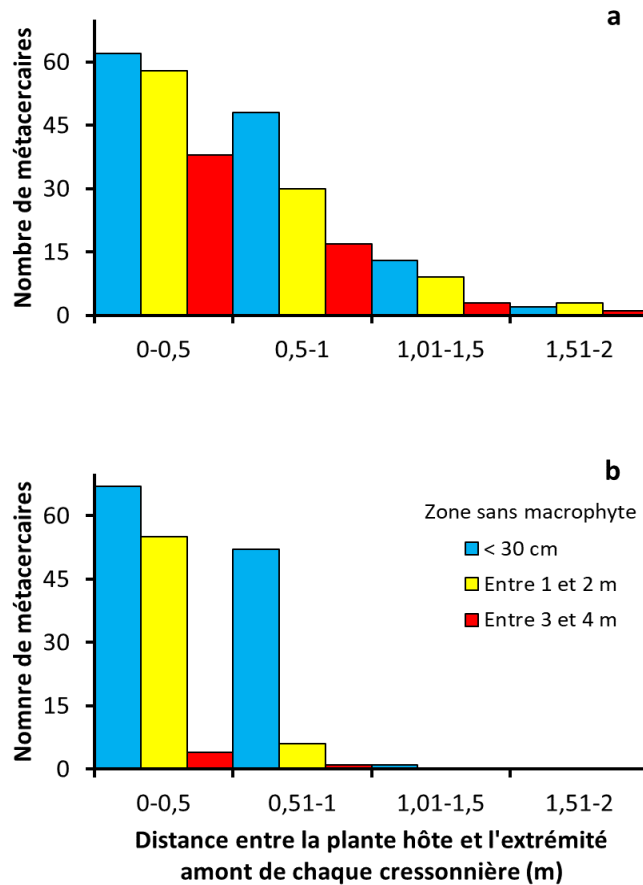 a
Nombre de métacercaires
60
45
30
15
0
0-0,5 0,5-1 1,01-1,5 1,51-2
b
Nomnre de métacercaires
60
45
30
15
0
Zone sans macrophyte
< 30 cm
Entre 1 et 2 m
Entre 3 et 4 m
0-0,5 0,51-1 1,01-1,5 1,51-2
Distance entre la plante hôte et l'extrémité
amont de chaque cressonnière (m)